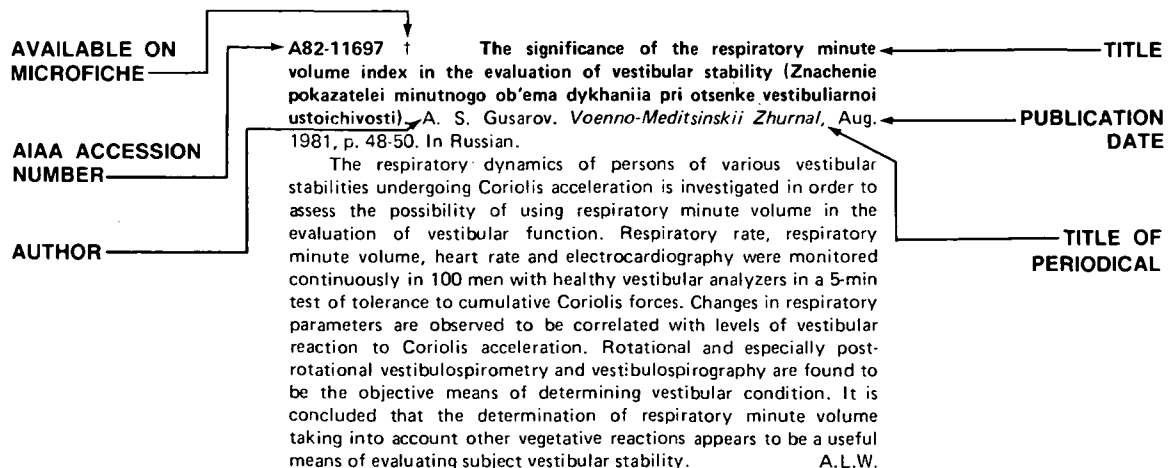 AVAILABLE ON
MICROFICHE
AIAA ACCESSION
NUMBER
AUTHOR
A82-11697 † The significance of the respiratory minute
volume index in the evaluation of vestibular stability (Znachenie
pokazatelei minutnogo ob'ema dykhaniia pri otsenke vestibuliarnoi
ustoichivosti). A. S. Gusarov. Voenno-Meditsinskii Zhurnal, Aug.
1981, p. 48-50. In Russian.
The respiratory dynamics of persons of various vestibular
stabilities undergoing Coriolis acceleration is investigated in order to
assess the possibility of using respiratory minute volume in the
evaluation of vestibular function. Respiratory rate, respiratory
minute volume, heart rate and electrocardiography were monitored
continuously in 100 men with healthy vestibular analyzers in a 5-min
test of tolerance to cumulative Coriolis forces. Changes in respiratory
parameters are observed to be correlated with levels of vestibular
reaction to Coriolis acceleration. Rotational and especially post-
rotational vestibulospirometry and vestibulospirography are found to
be the objective means of determining vestibular condition. It is
concluded that the determination of respiratory minute volume
taking into account other vegetative reactions appears to be a useful
means of evaluating subject vestibular stability. A.L.W.
TITLE
PUBLICATION
DATE
TITLE OF
PERIODICAL